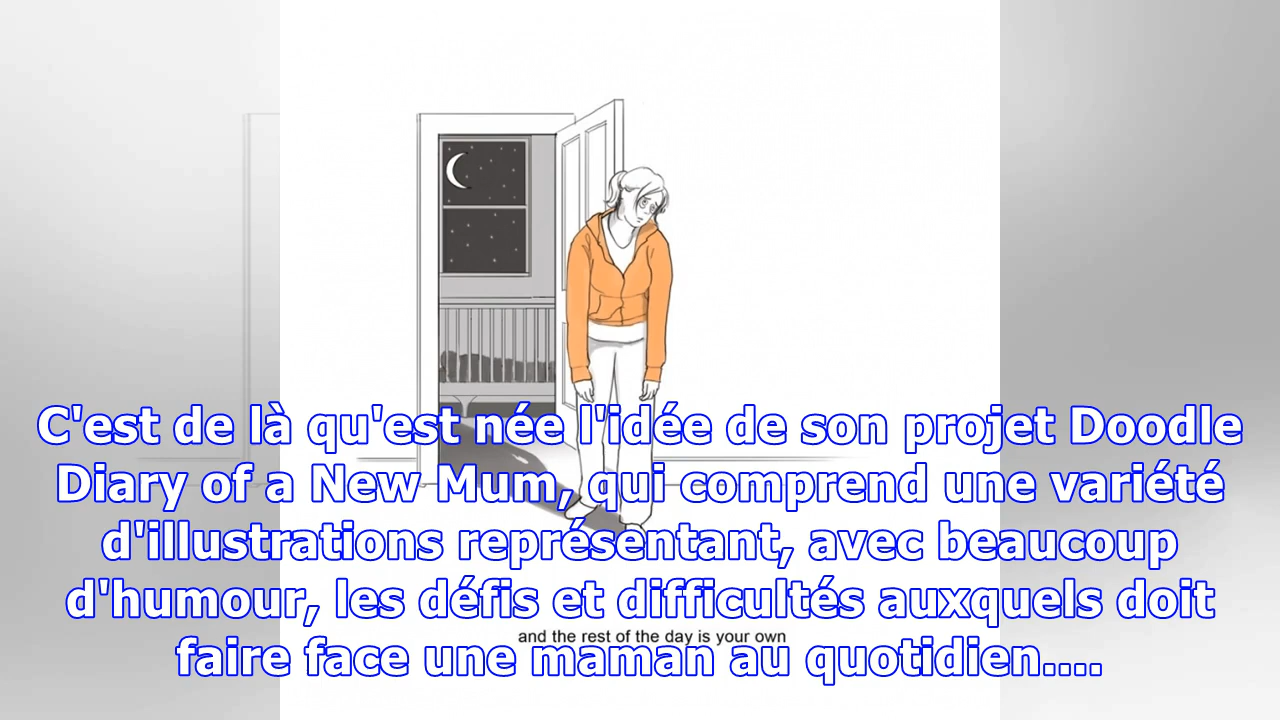 C'est de là qu'est née l'idée de son projet Doodle
Diary of a New Mum, qui comprend une variété
d'illustrations représentant, avec beaucoup
d'humour, les défis et difficultés auxquels doit
and the rest of the day is your own
faire face une maman au quotidien....